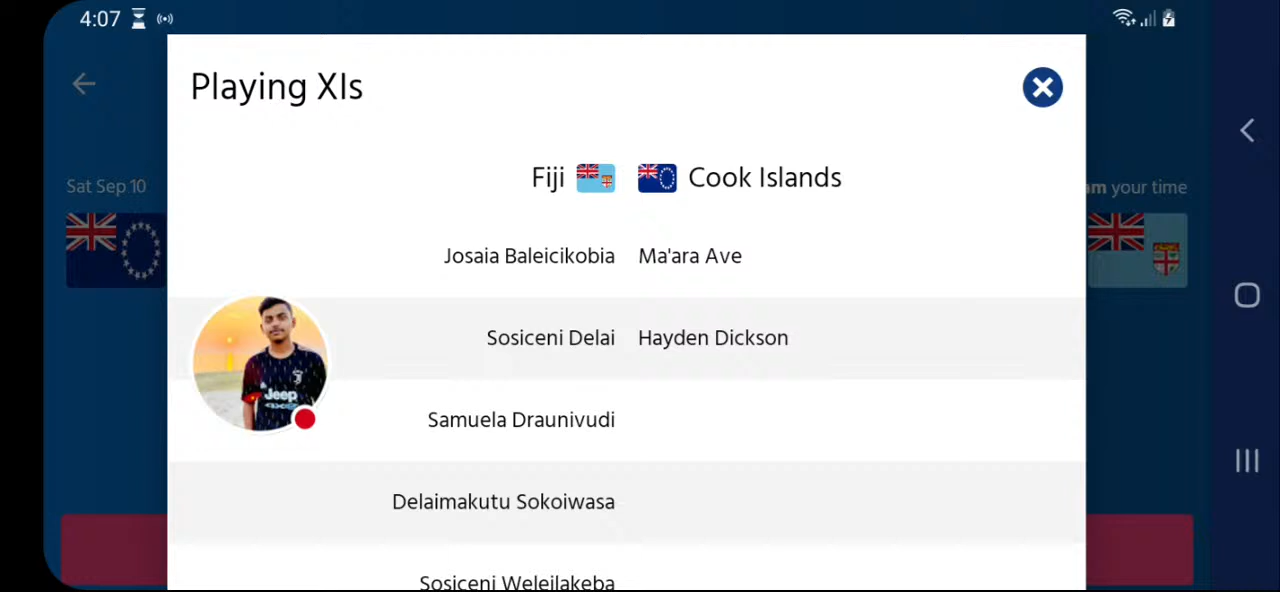 4:07
Playing XIs
Fiji Cook Islands
Sat Sep 10
am your time
Josaia Baleicikobia Ma'ara Ave
Sosiceni Delai Hayden Dickson
Jeep
Samuela Draunivudi
Delaimakutu Sokoiwasa
Sosiceni Weleilakeba